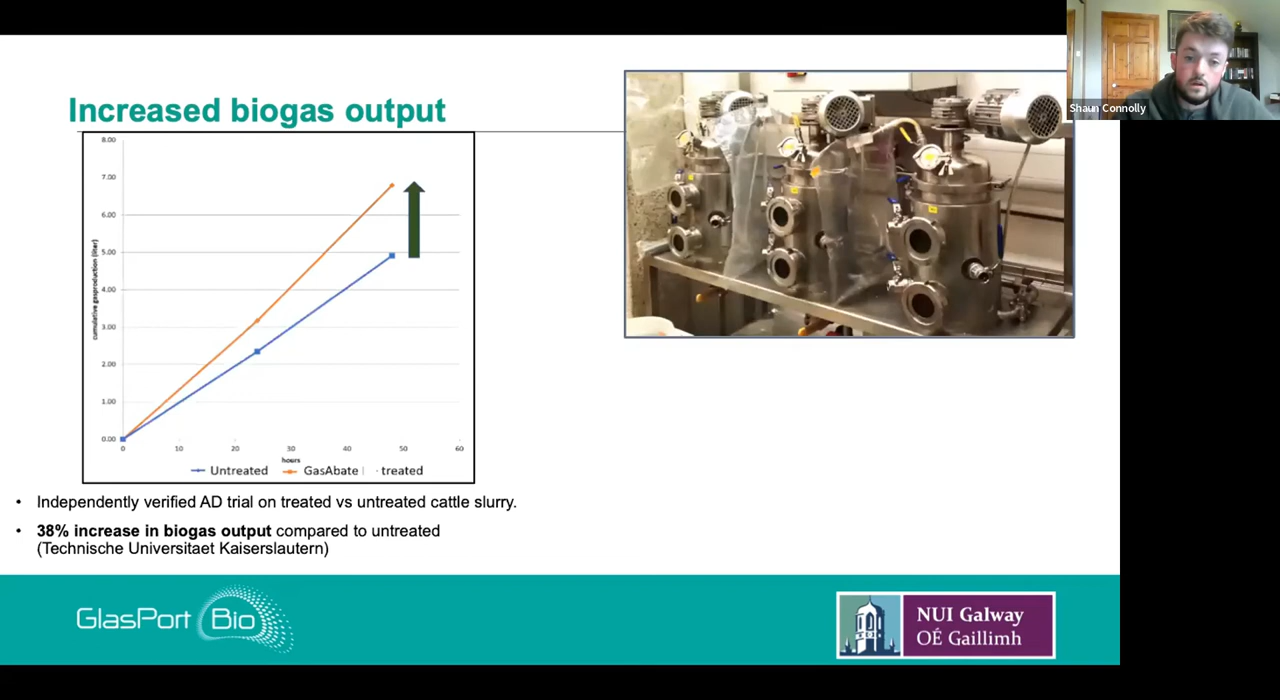 Shaun Connolly
Increased biogas output
8.00
7.00
6.00
5.00
4.00
3.00
2.00
1.00
0.00
cumulative gasproduction (liter)
0 10 20 30 40 50 60
hours
Untreated GasAbate treated
• Independently verified AD trial on treated vs untreated cattle slurry.
• 38% increase in biogas output compared to untreated
(Technische Universitaet Kaiserslautern)
GlasPort Bio
NUI Galway
OÉ Gaillimh